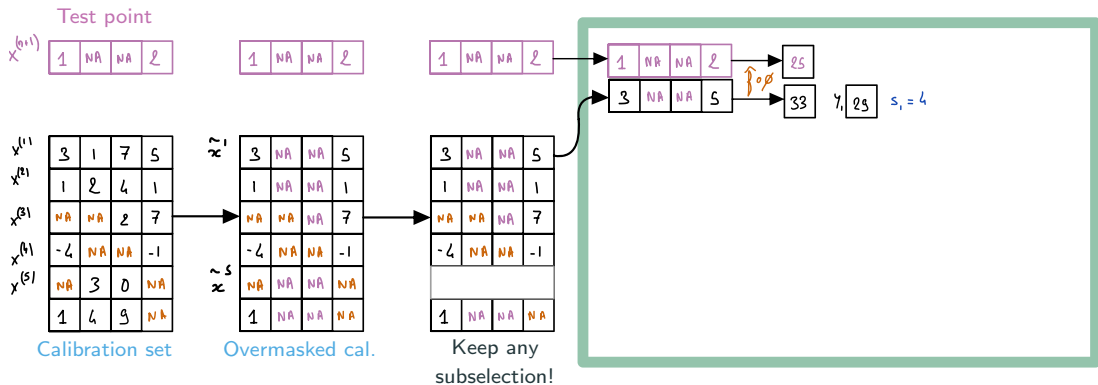 Test point
x^(n+1) 1 NA NA 2
1 NA NA 2
1 NA NA 2
1 NA NA 2
25
3 NA NA 5
f̂∘ϕ
33
y₁ 29
s₁ = 4
x^(1) 3 1 7 5
x^(2) 1 2 4 1
x^(3) NA NA 2 7
x^(4) -4 NA NA -1
x^(5) NA 3 0 NA
1 4 9 NA
Calibration set
x̃^1 3 NA NA 5
1 NA NA 1
NA NA NA 7
-4 NA NA -1
x̃^5 NA NA NA NA
1 NA NA NA
Overmasked cal.
3 NA NA 5
1 NA NA 1
NA NA NA 7
-4 NA NA -1
1 NA NA NA
Keep any
subselection!